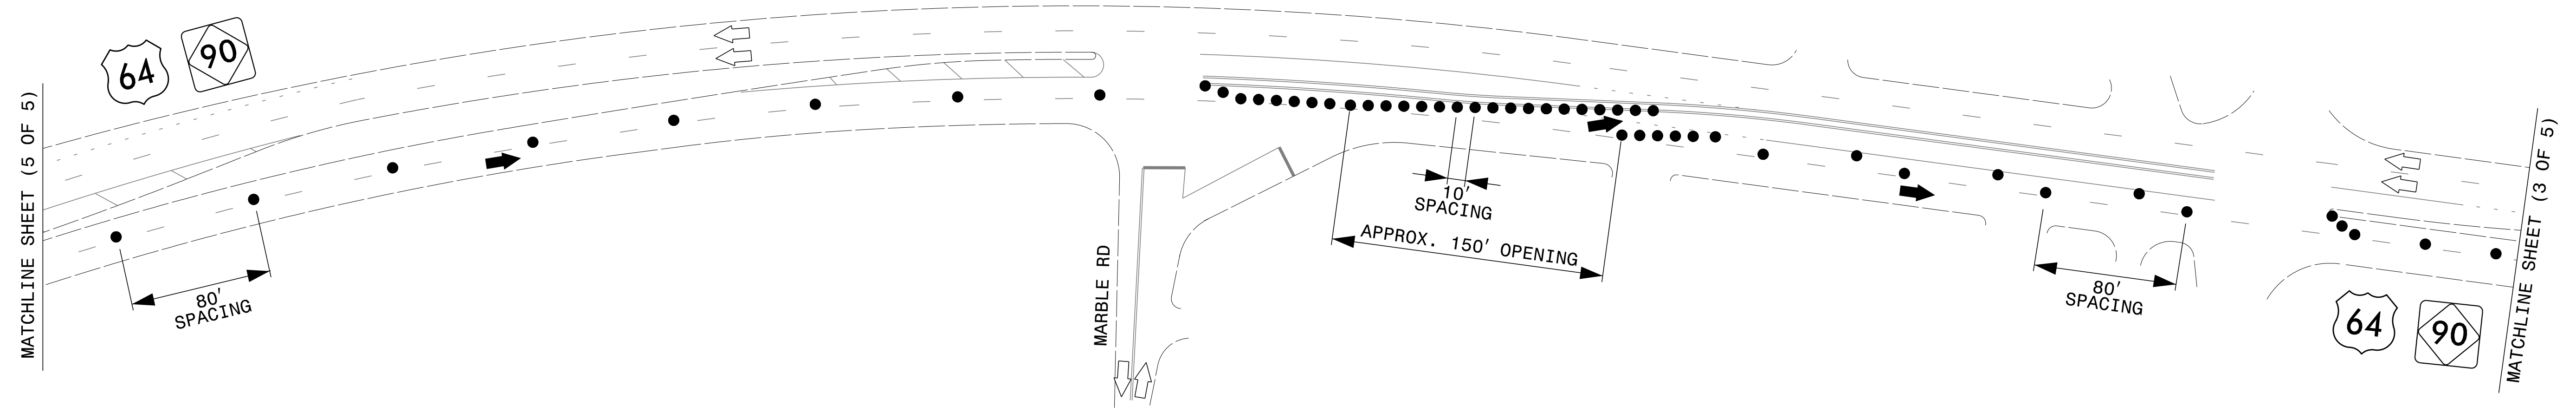 MATCHLINE SHEET (5 OF 5)
64
90
80'
SPACING
MARBLE RD
10'
SPACING
APPROX. 150' OPENING
80'
SPACING
64
90
MATCHLINE SHEET (3 OF 5)